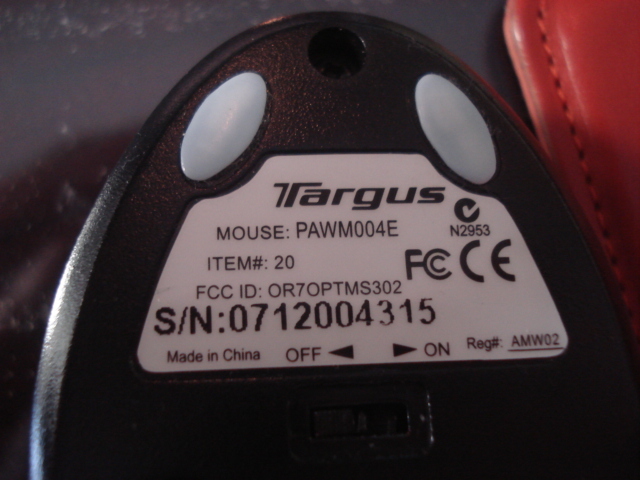 Targus
MOUSE: PAWM004E
N2953
ITEM#: 20
FC CE
FCC ID: OR7OPTMS302
S/N:0712004315
Made in China OFF ON Reg#: AMW02